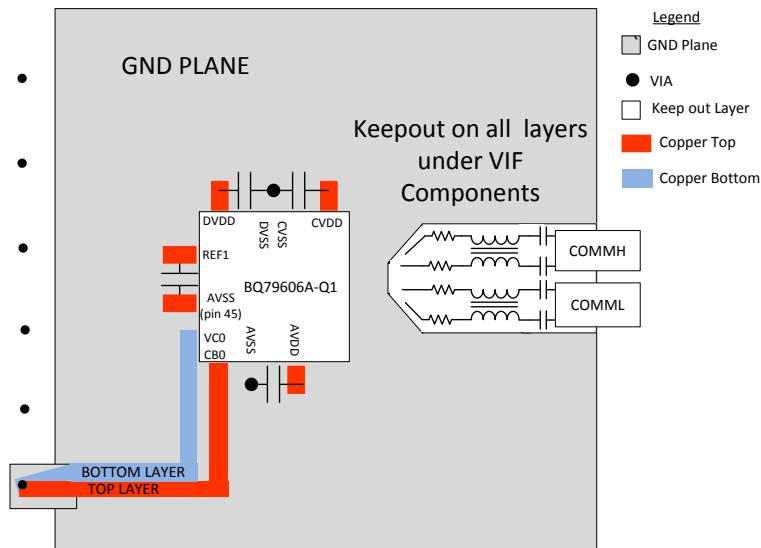 Legend
GND Plane
VIA
Keep out Layer
Copper Top
Copper Bottom
GND PLANE
Keepout on all layers
under VIF
Components
DVDD
DVSS
CVSS
CVDD
REF1
BQ79606A-Q1
AVSS
(pin 45)
VC0
CB0
AVSS
AVDD
COMMH
COMML
BOTTOM LAYER
TOP LAYER